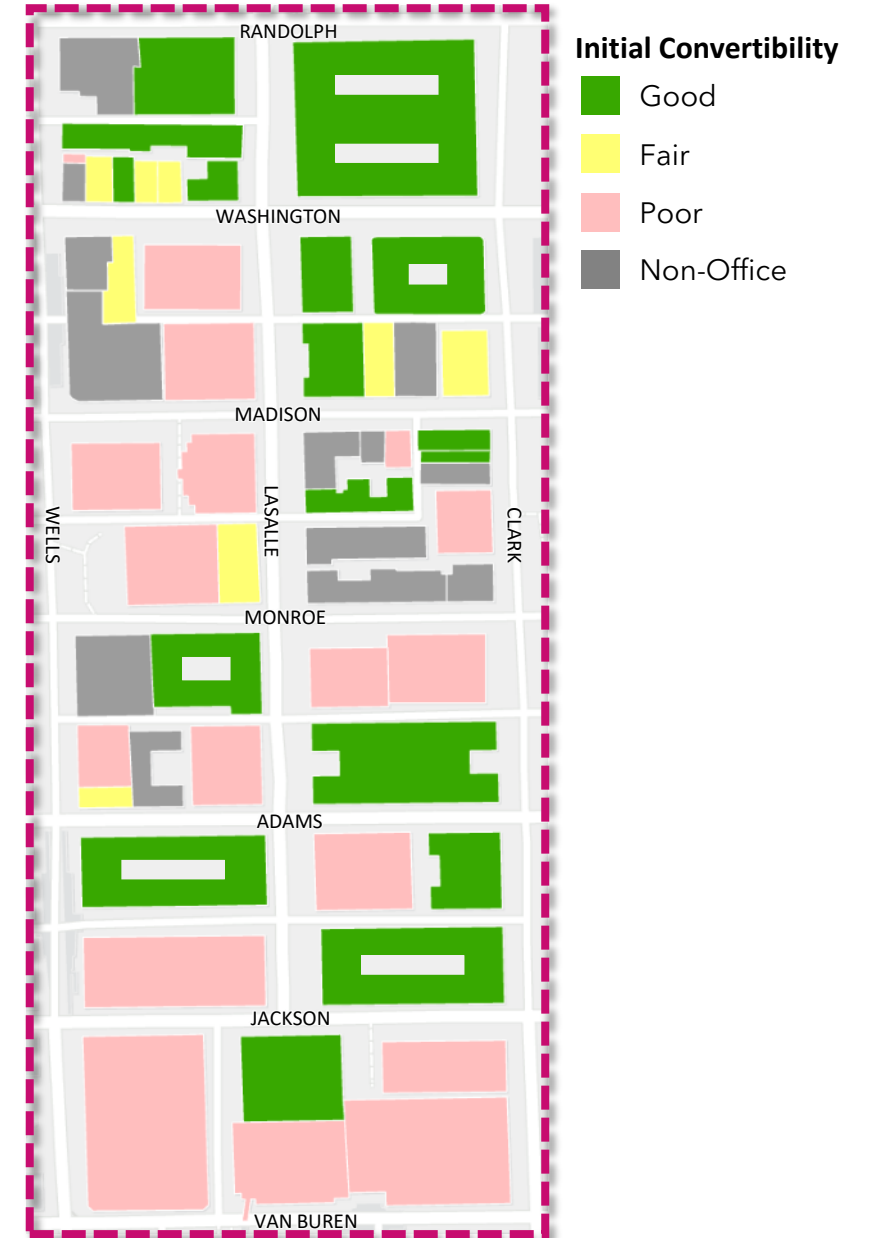 RANDOLPH
Initial Convertibility
Good
Fair
Poor
Non-Office
WASHINGTON
MADISON
WELLS
LASALLE
CLARK
MONROE
ADAMS
JACKSON
VAN BUREN